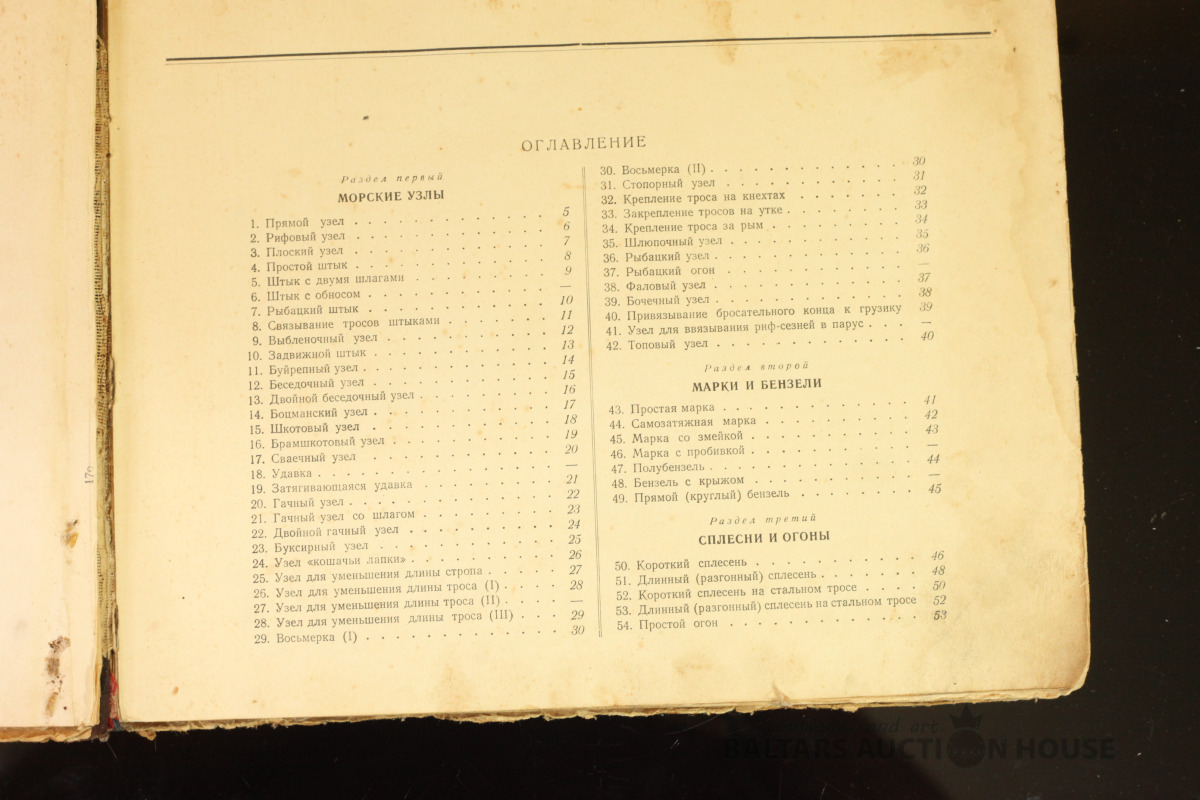 ОГЛАВЛЕНИЕ
Раздел первый
МОРСКИЕ УЗЛЫ
1. Прямой узел . . . 5
2. Рифовый узел . . . 6
3. Плоский узел . . . 7
4. Простой штык . . . 8
5. Штык с двумя шлагами . . . 9
6. Штык с обносом . . . —
7. Рыбацкий штык . . . 10
8. Связывание тросов штыками . . . 11
9. Выбленочный узел . . . 12
10. Задвижной штык . . . 13
11. Буйрепный узел . . . 14
12. Беседочный узел . . . 15
13. Двойной беседочный узел . . . 16
14. Боцманский узел . . . 17
15. Шкотовый узел . . . 18
16. Брамшкотовый узел . . . 19
17. Сваечный узел . . . 20
18. Удавка . . . —
19. Затягивающаяся удавка . . . 21
20. Гачный узел . . . 22
21. Гачный узел со шлагом . . . 23
22. Двойной гачный узел . . . 24
23. Буксирный узел . . . 25
24. Узел «кошачьи лапки» . . . 26
25. Узел для уменьшения длины стропа . . . 27
26. Узел для уменьшения длины троса (I) . . . 28
27. Узел для уменьшения длины троса (II) . . . —
28. Узел для уменьшения длины троса (III) . . . 29
29. Восьмерка (I) . . . 30
30. Восьмерка (II) . . . 30
31. Стопорный узел . . . 31
32. Крепление троса на кнехтах . . . 32
33. Закрепление тросов на утке . . . 33
34. Крепление троса за рым . . . 34
35. Шлюпочный узел . . . 35
36. Рыбацкий узел . . . 36
37. Рыбацкий огон . . . —
38. Фаловый узел . . . 37
39. Бочечный узел . . . 38
40. Привязывание бросательного конца к грузику 39
41. Узел для ввязывания риф-сезней в парус . . . —
42. Топовый узел . . . 40
Раздел второй
МАРКИ И БЕНЗЕЛИ
43. Простая марка . . . 41
44. Самозатяжная марка . . . 42
45. Марка со змейкой . . . 43
46. Марка с пробивкой . . . —
47. Полубензель . . . 44
48. Бензель с крыжом . . . —
49. Прямой (круглый) бензель . . . 45
Раздел третий
СПЛЕСНИ И ОГОНЫ
50. Короткий сплесень . . . 46
51. Длинный (разгонный) сплесень . . . 48
52. Короткий сплесень на стальном тросе . . . 50
53. Длинный (разгонный) сплесень на стальном тросе 52
54. Простой огон . . . 53
and art
BALTARS AUCTION HOUSE